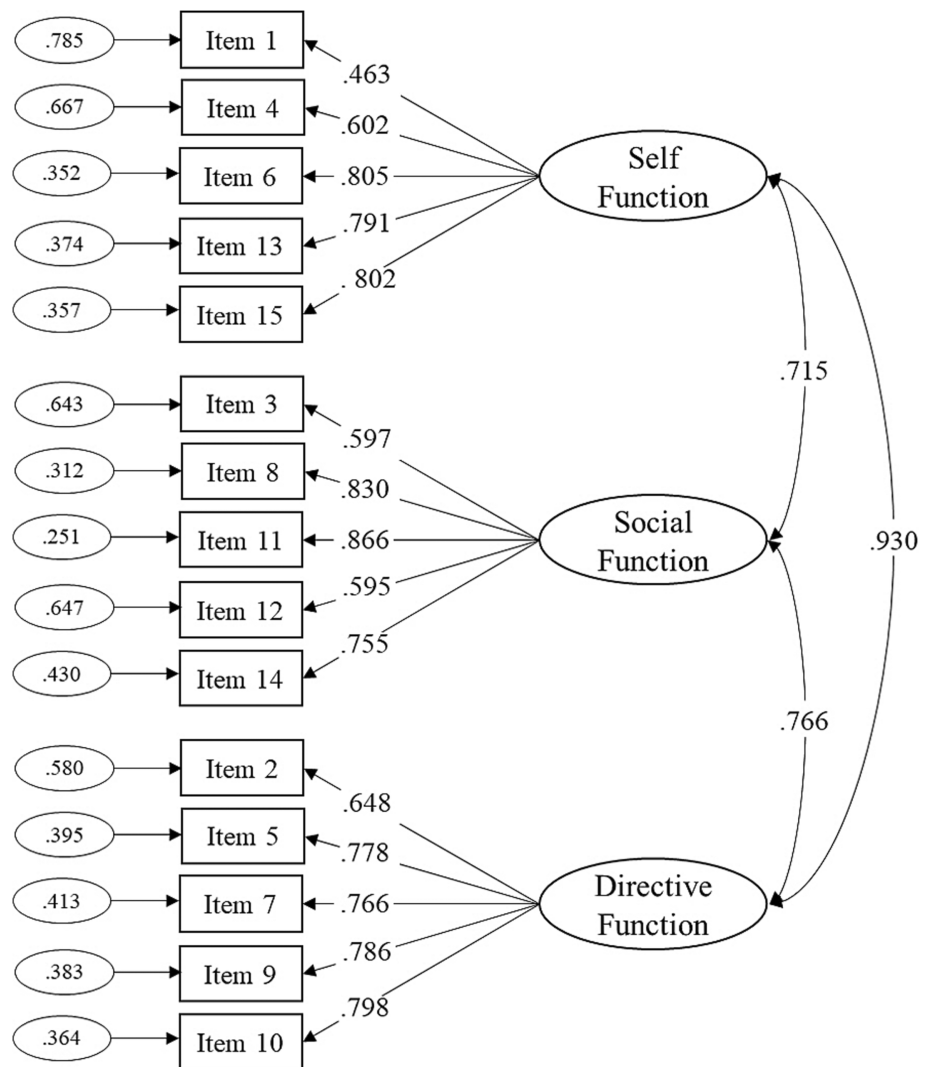 .785 Item 1
.463
.667 Item 4
.602
.352 Item 6 .805
Self
Function
.374 Item 13 .791
.357 Item 15 . 802
.715
.643 Item 3
.597
.312 Item 8
.830
.251 Item 11 .866
Social
Function
.930
.647 Item 12 .595
.430 Item 14 .755
.766
.580 Item 2
.648
.395 Item 5
.778
.413 Item 7 .766
Directive
Function
.383 Item 9 .786
.364 Item 10 .798